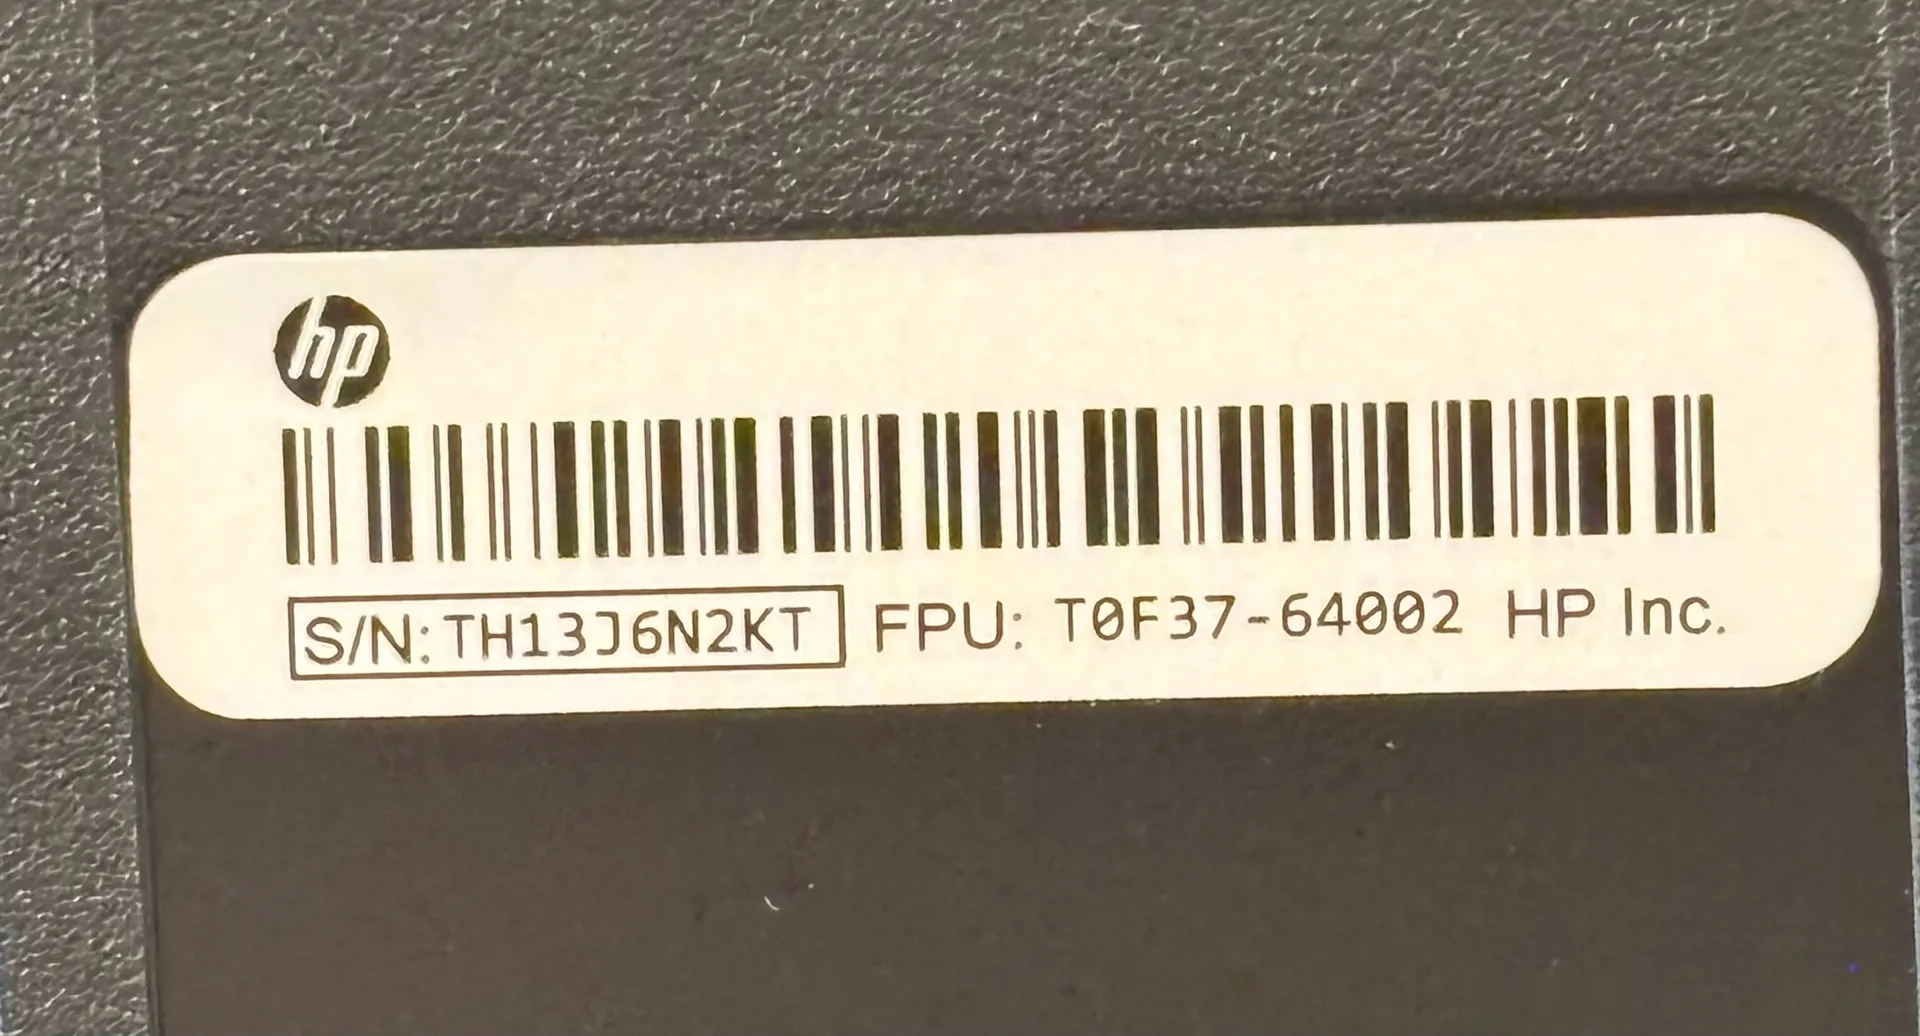 hp
S/N:TH13J6N2KT FPU: T0F37-64002 HP Inc.